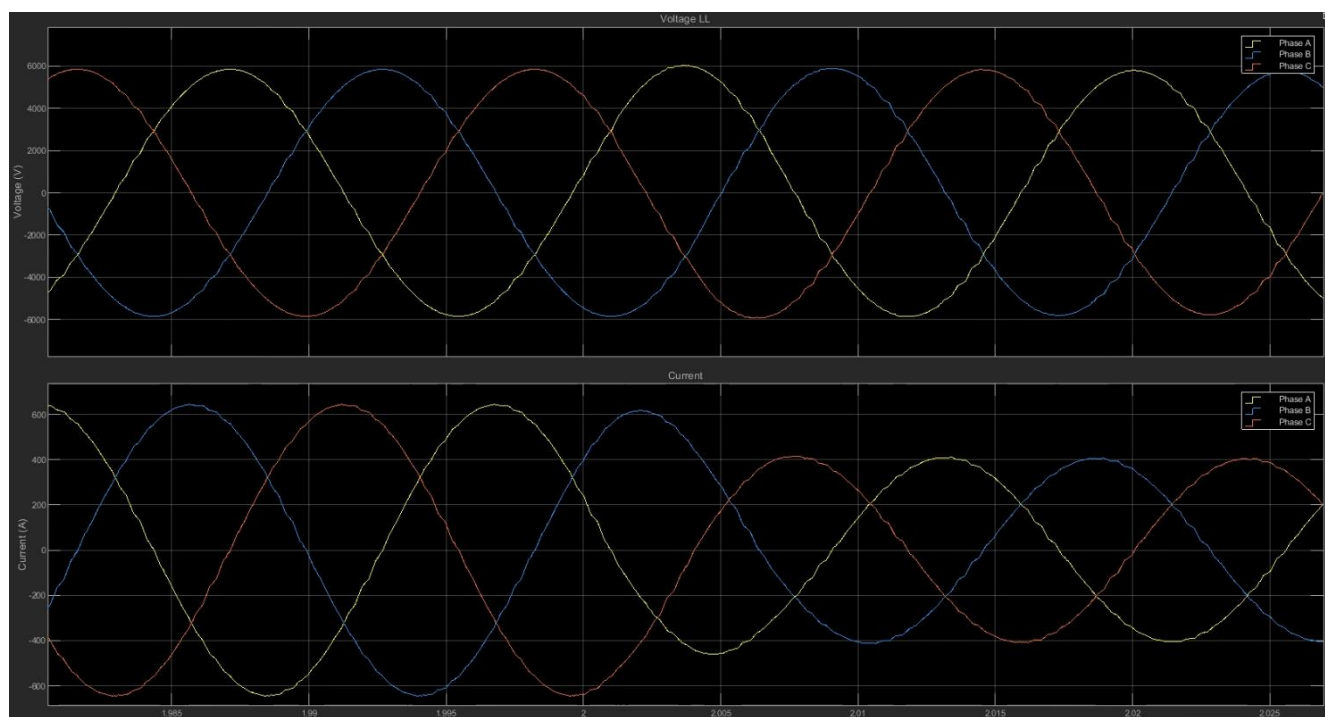 Voltage LL
Phase A
Phase B
Phase C
Voltage (V)
6000
4000
2000
0
-2000
-4000
-6000
Current
Phase A
Phase B
Phase C
Current (A)
600
400
200
0
-200
-400
-600
1.985 1.99 1.995 2 2.005 2.01 2.015 2.02 2.025